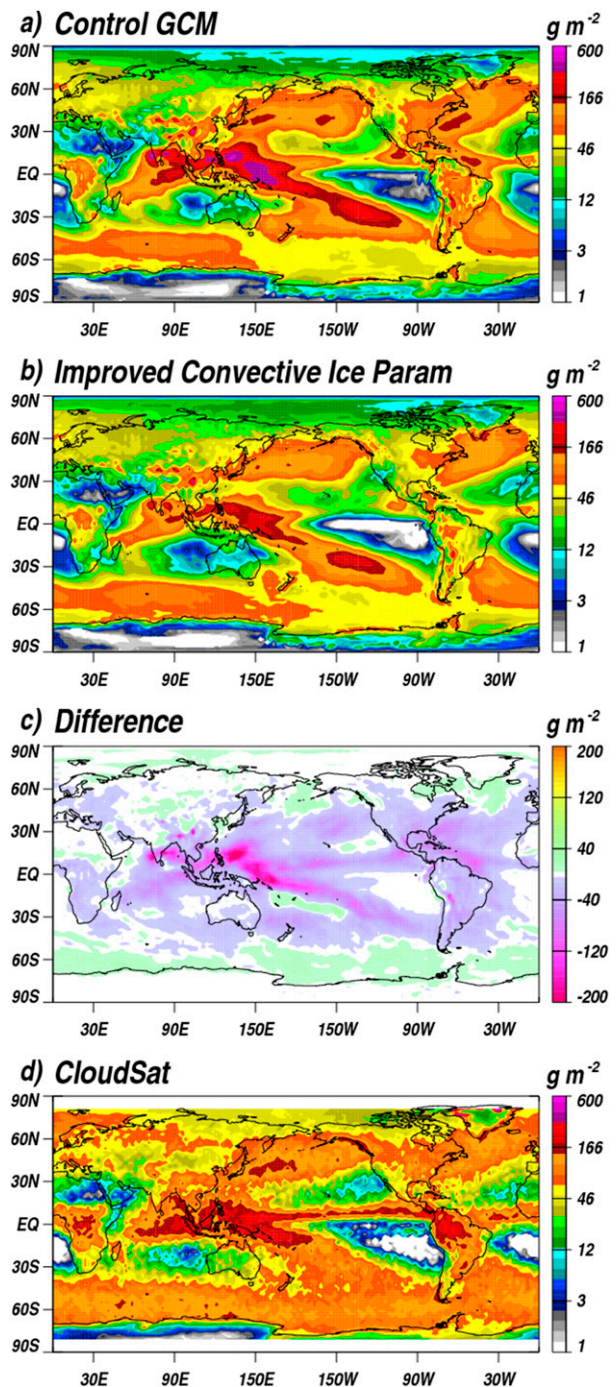 a) Control GCM
g m-2
90N
60N
30N
EQ
30S
60S
90S
30E 90E 150E 150W 90W 30W
600
166
46
12
3
1
b) Improved Convective Ice Param
g m-2
90N
60N
30N
EQ
30S
60S
90S
30E 90E 150E 150W 90W 30W
600
166
46
12
3
1
c) Difference
g m-2
90N
60N
30N
EQ
30S
60S
90S
30E 90E 150E 150W 90W 30W
200
120
40
-40
-120
-200
d) CloudSat
g m-2
90N
60N
30N
EQ
30S
60S
90S
30E 90E 150E 150W 90W 30W
600
166
46
12
3
1